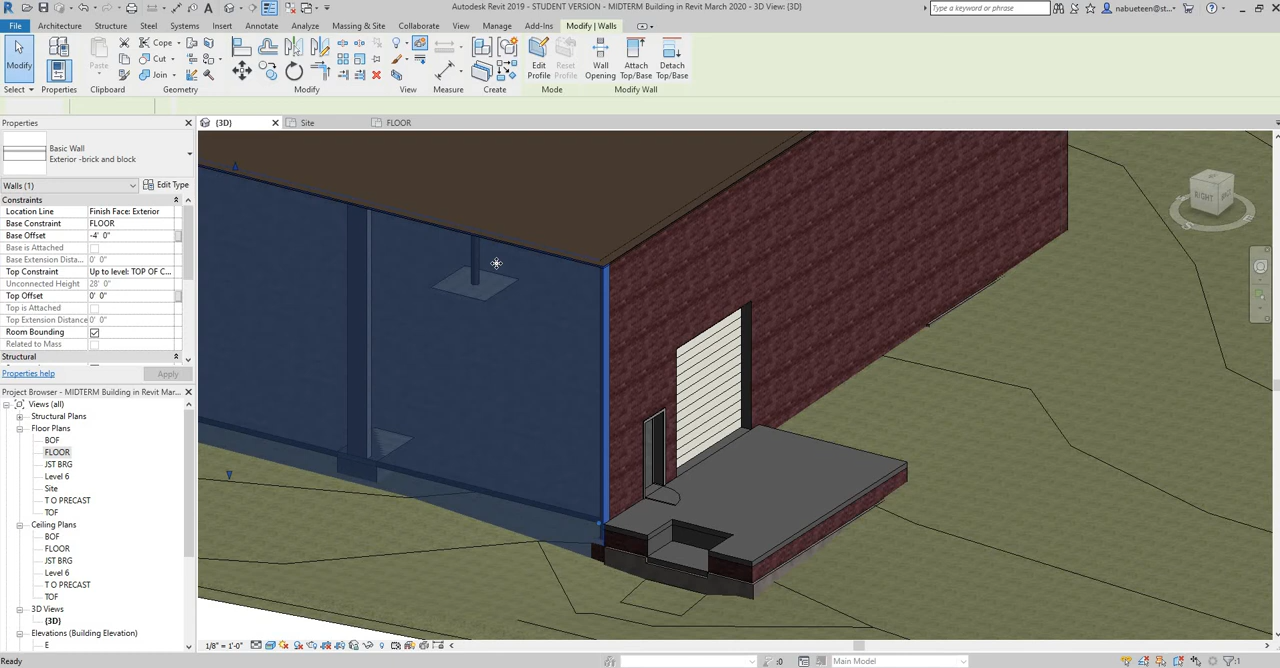 Autodesk Revit 2019 - STUDENT VERSION - MIDTERM Building in Revit March 2020 - 3D View: {3D}
Type a keyword or phrase
nabueteen@st...
File Architecture Structure Steel Systems Insert Annotate Analyze Massing & Site Collaborate View Manage Add-Ins Modify | Walls
Modify Properties Paste Cope Cut Join Edit Profile Reset Profile Wall Opening Attach Top/Base Detach Top/Base
Select Properties Clipboard Geometry Modify View Measure Create Mode Modify Wall
Properties
{3D} Site FLOOR
Basic Wall
Exterior -brick and block
Walls (1) Edit Type
Constraints
Location Line Finish Face: Exterior
Base Constraint FLOOR
Base Offset -4' 0"
Base is Attached
Base Extension Dista...
Top Constraint Up to level: TOP OF C...
Unconnected Height 28' 0"
Top Offset 0' 0"
Top is Attached
Top Extension Distance 0' 0"
Room Bounding
Related to Mass
Structural
Properties help Apply
Project Browser - MIDTERM Building in Revit Mar...
Views (all)
Structural Plans
Floor Plans
BOF
FLOOR
JST BRG
Level 6
Site
T O PRECAST
TOF
Ceiling Plans
BOF
FLOOR
JST BRG
Level 6
T O PRECAST
TOF
3D Views
{3D}
Elevations (Building Elevation)
E
RIGHT
1/8" = 1'-0"
Ready
:0
Main Model
:1